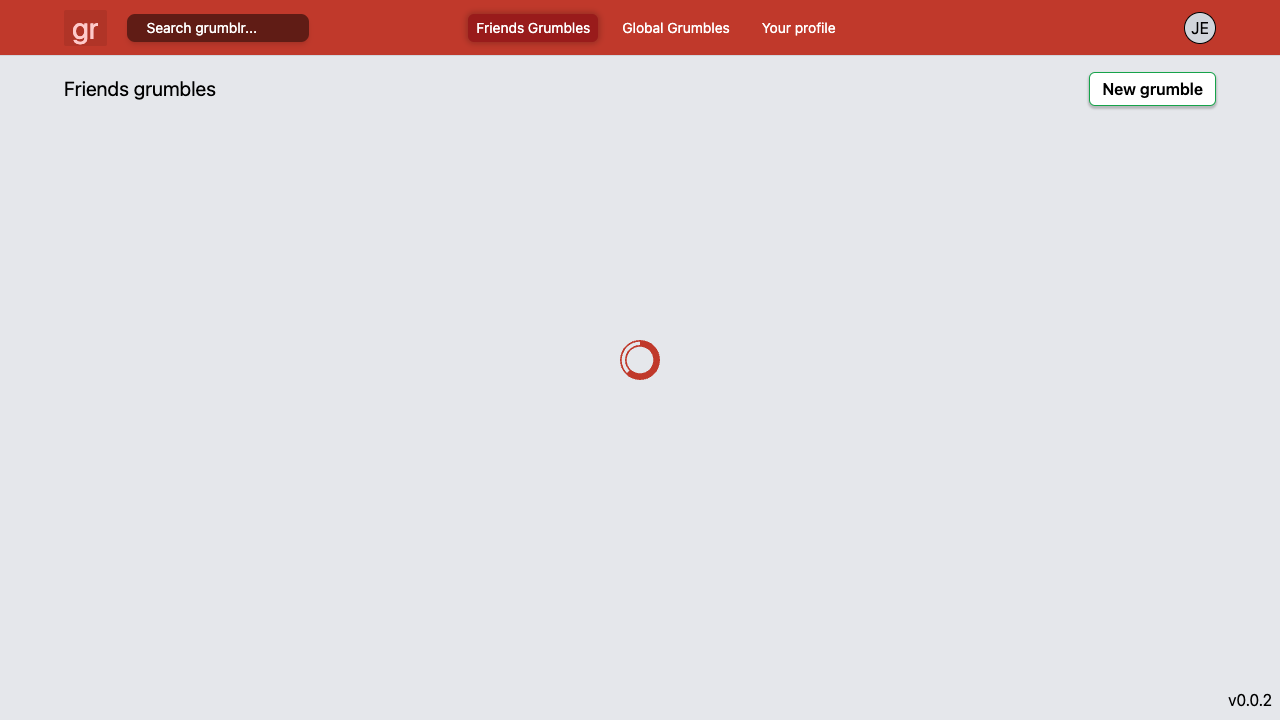 gr
Search grumblr...
Friends Grumbles
Global Grumbles
Your profile
JE
Friends grumbles
New grumble
v0.0.2